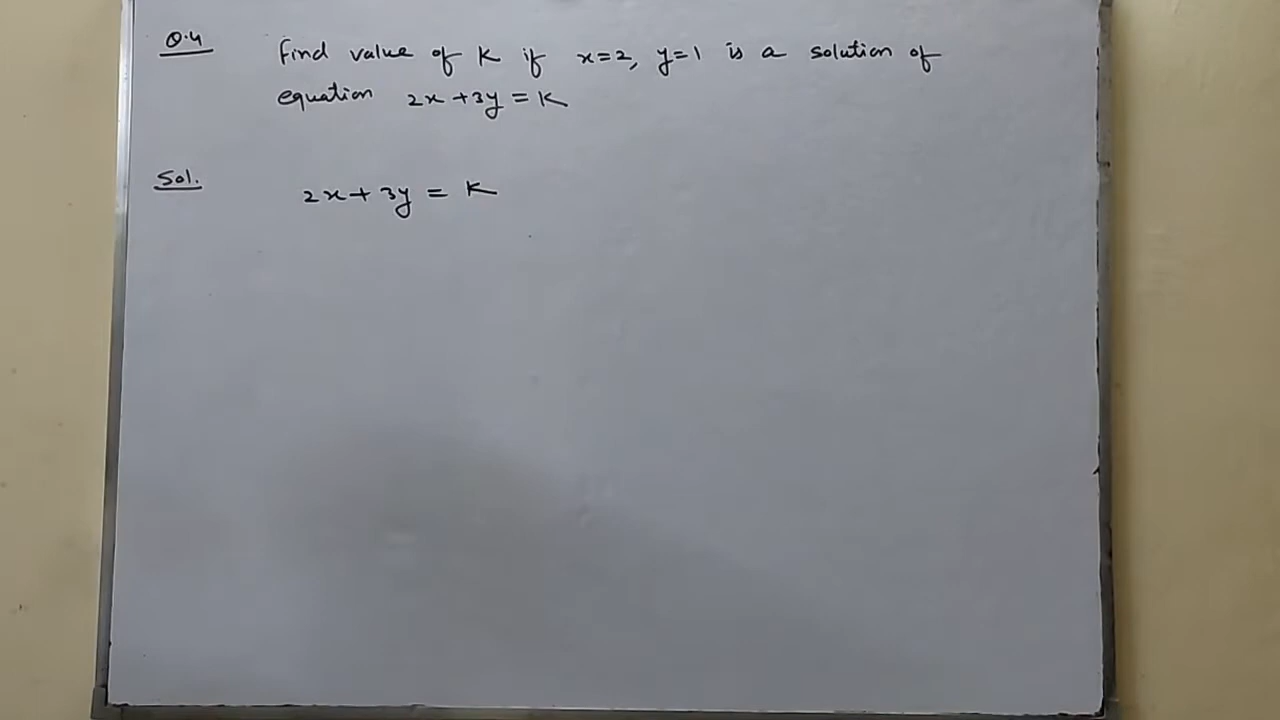 Q.4 Find value of K if x=2, y=1 is a solution of
equation 2x+3y=K
Sol. 2x+3y = K